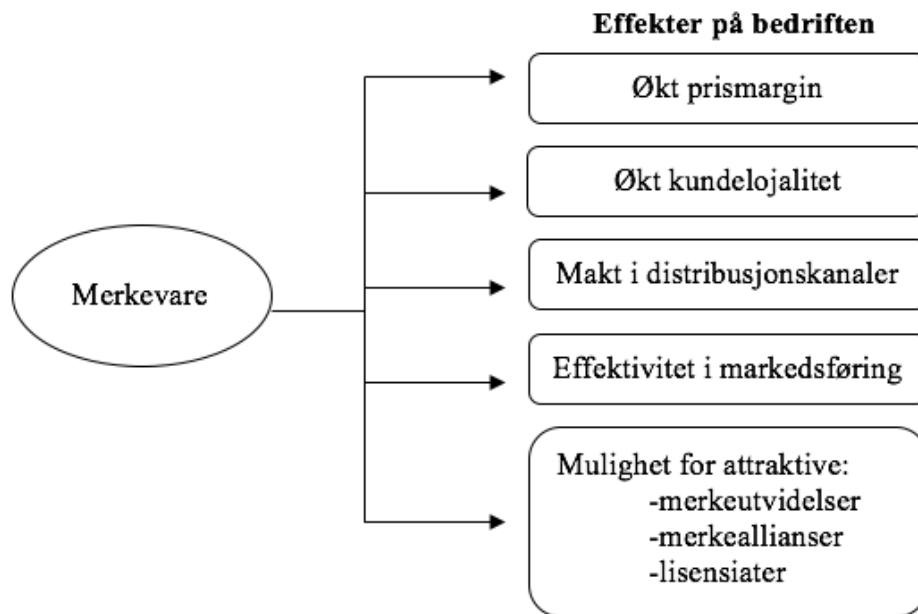 Effekter på bedriften
Økt prismargin
Økt kundelojalitet
Merkevare
Makt i distribusjonskanaler
Effektivitet i markedsføring
Mulighet for attraktive:
-merkeutvidelser
-merkeallianser
-lisensiater